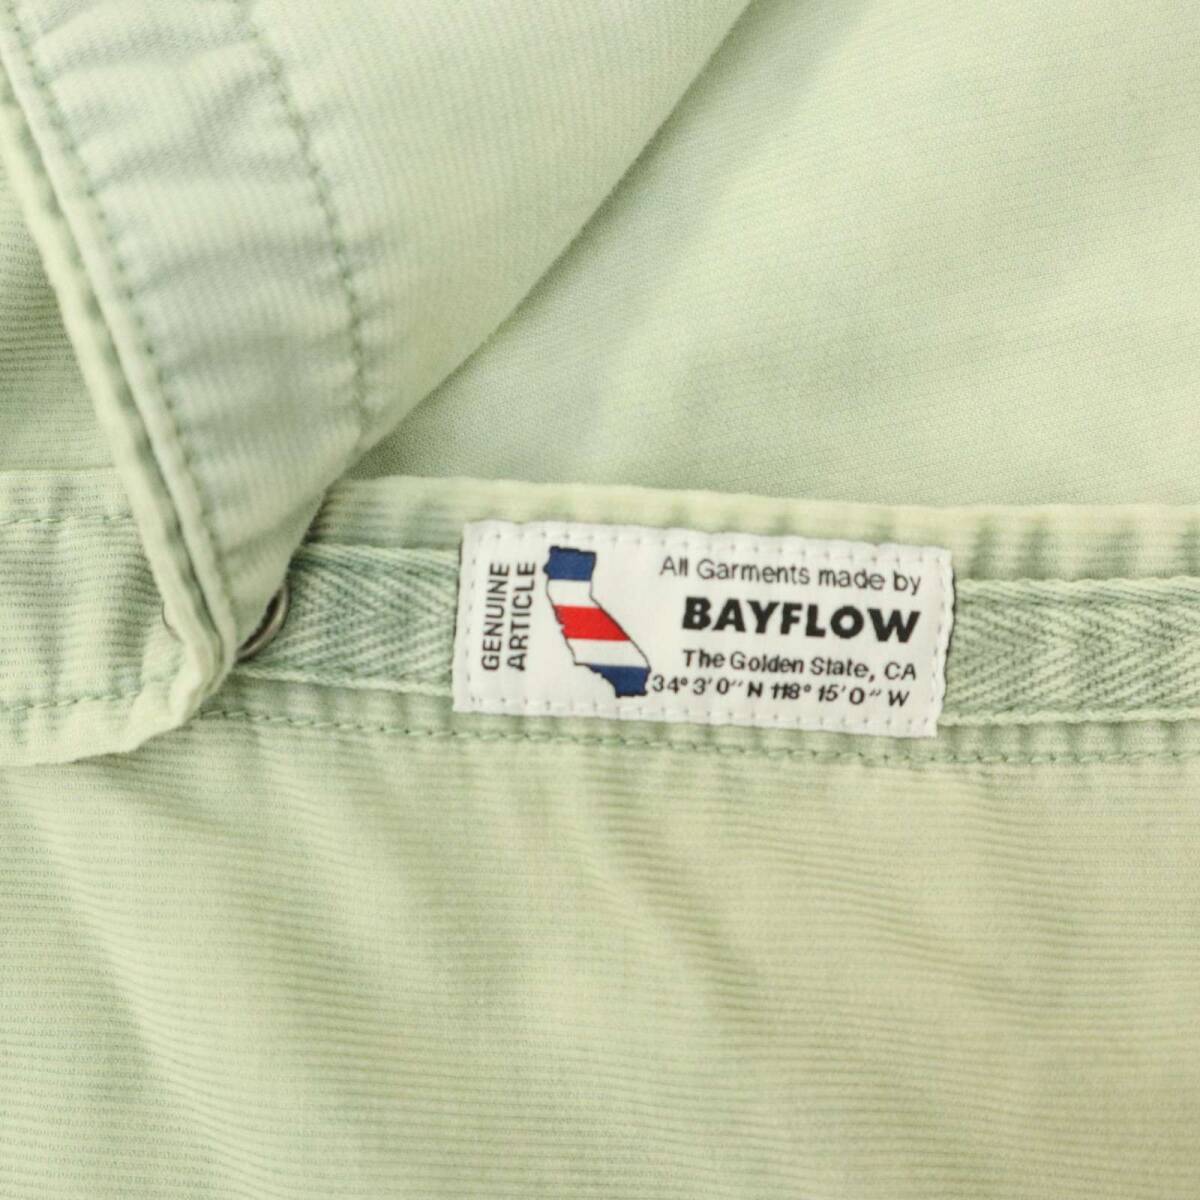 GENUINE
ARTICLE
All Garments made by
BAYFLOW
The Golden State, CA
34° 3' 0'' N 118° 15' 0'' W